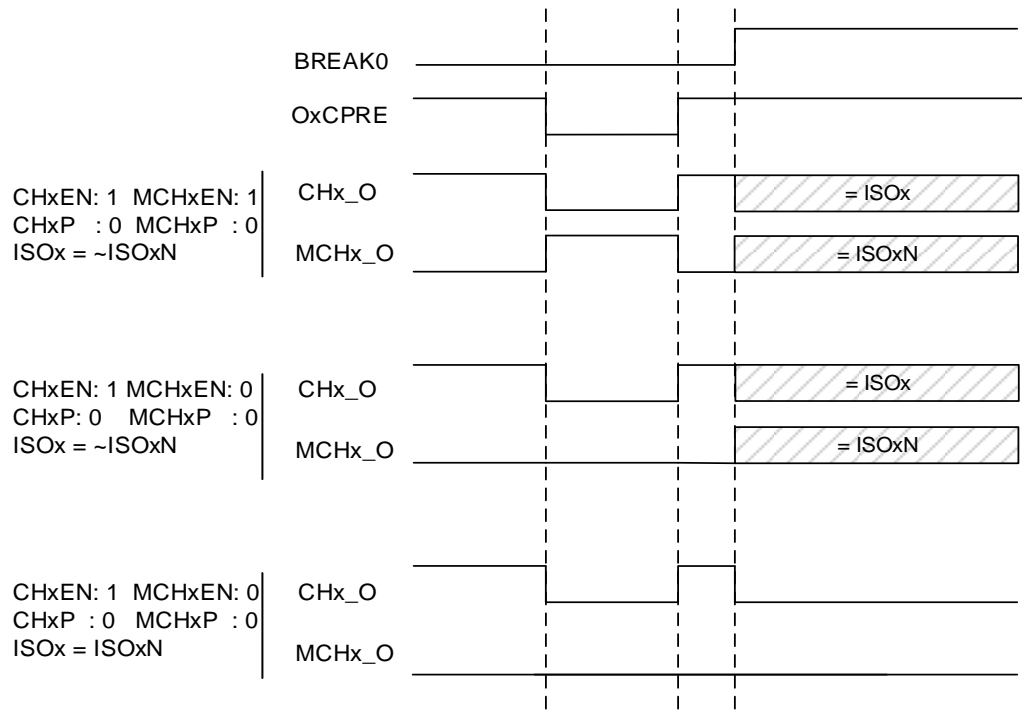 BREAK0
OxCPRE
CHxEN: 1 MCHxEN: 1
CHxP : 0 MCHxP : 0
ISOx = ~ISOxN
CHx_O
= ISOx
MCHx_O
= ISOxN
CHxEN: 1 MCHxEN: 0
CHxP: 0 MCHxP : 0
ISOx = ~ISOxN
CHx_O
= ISOx
MCHx_O
= ISOxN
CHxEN: 1 MCHxEN: 0
CHxP : 0 MCHxP : 0
ISOx = ISOxN
CHx_O
MCHx_O